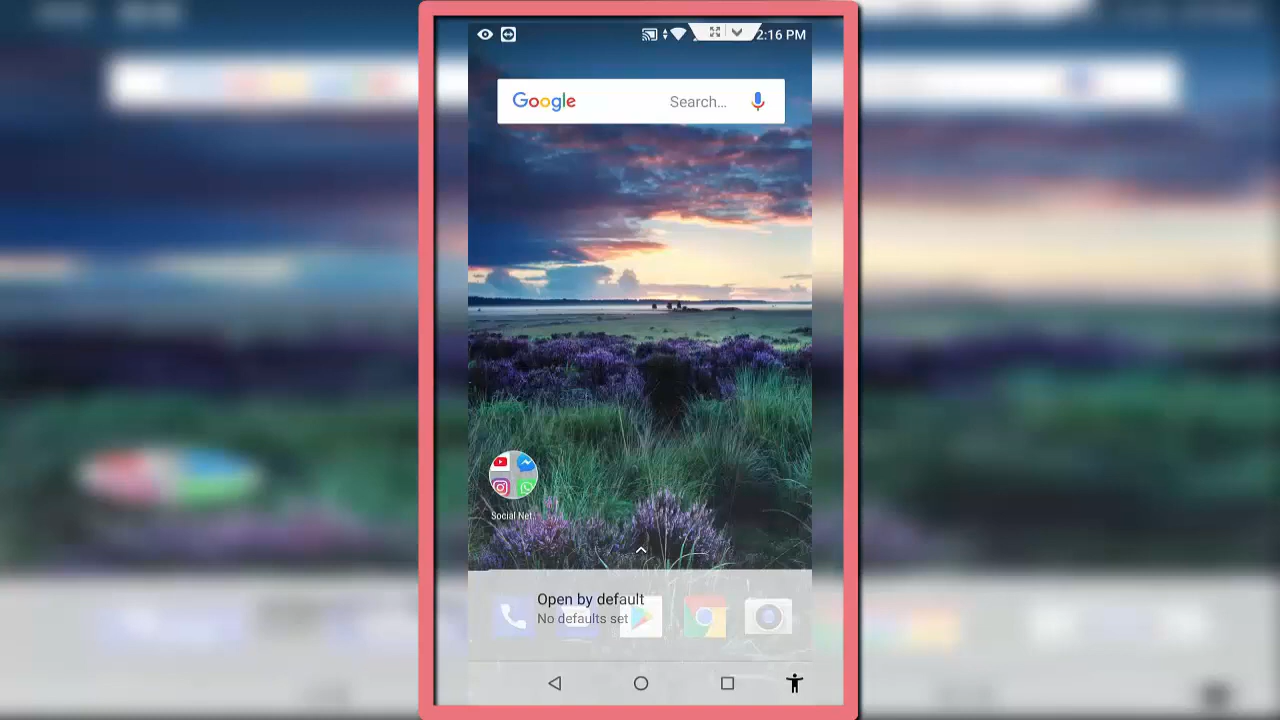 2:16 PM
Google Search...
Social Net
Open by default
No defaults set